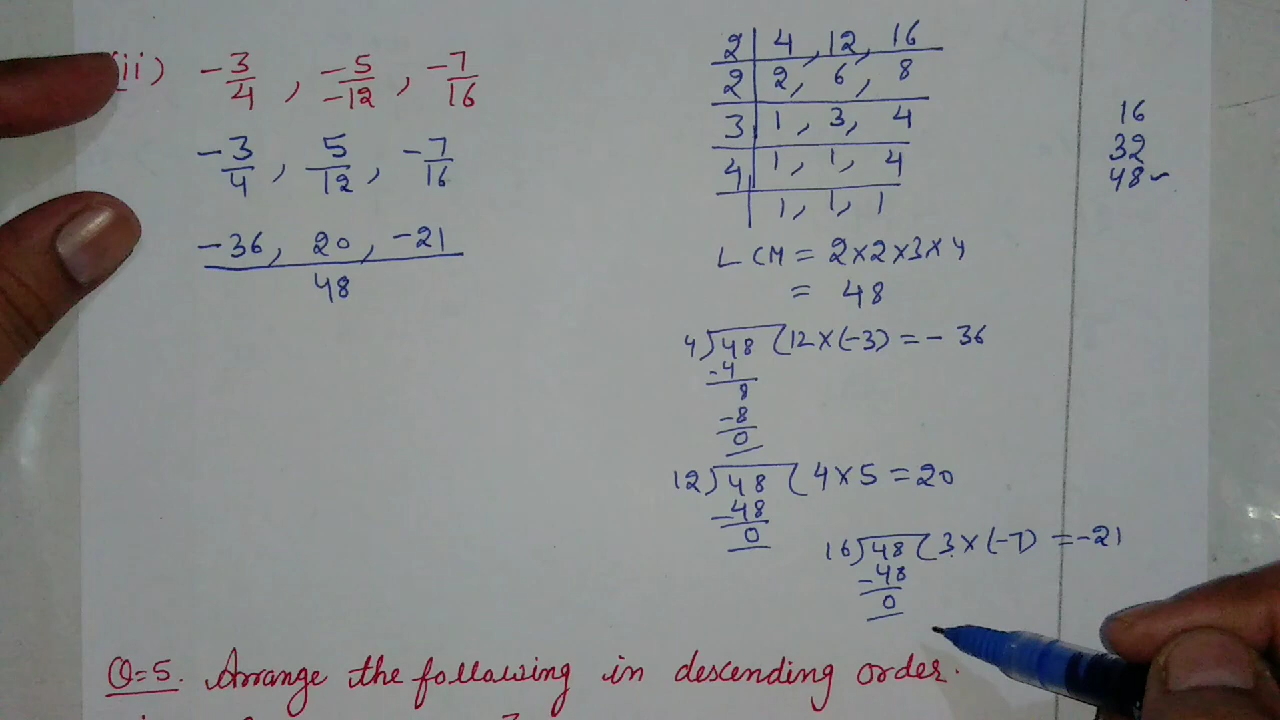 (ii) -3/4 , -5/-12 , -7/16
-3/4 , 5/12 , -7/16
-36, 20, -21
48
2 | 4, 12, 16
2 | 2, 6, 8
3 | 1, 3, 4
4 | 1, 1, 4
1, 1, 1
LCM = 2×2×3×4
= 48
4)48(12×(-3) = -36
-4
8
-8
0
12)48(4×5 = 20
-48
0
16)48(3×(-7) = -21
-48
0
16
32
48
Q=5. Arrange the following in descending order.